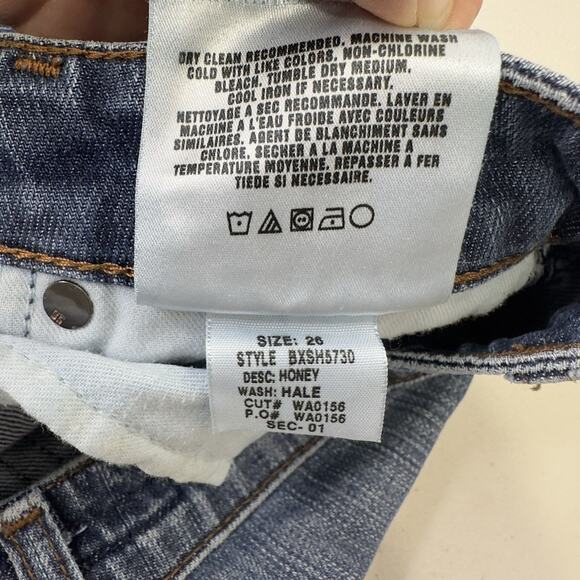 DRY CLEAN RECOMMENDED, MACHINE WASH
COLD WITH LIKE COLORS, NON-CHLORINE
BLEACH, TUMBLE DRY MEDIUM,
COOL IRON IF NECESSARY.
NETTOYAGE A SEC RECOMMANDE. LAVER EN
MACHINE A L'EAU FROIDE AVEC COULEURS
SIMILAIRES. AGENT DE BLANCHIMENT SANS
CHLORE. SECHER A LA MACHINE A
TEMPERATURE MOYENNE. REPASSER A FER
TIEDE SI NECESSAIRE.
SIZE: 26
STYLE BXSH5730
DESC: HONEY
WASH: HALE
CUT# WA0156
P.O# WA0156
SEC- 01